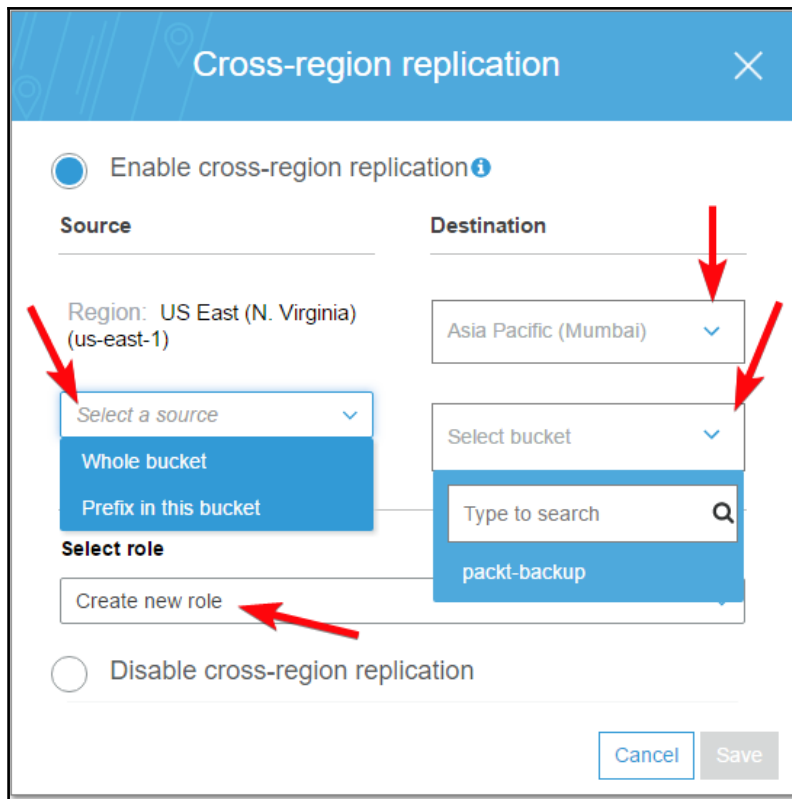 Cross-region replication
Enable cross-region replication
Source
Destination
Region: US East (N. Virginia)
(us-east-1)
Asia Pacific (Mumbai)
Select a source
Whole bucket
Prefix in this bucket
Select bucket
Type to search
packt-backup
Select role
Create new role
Disable cross-region replication
Cancel
Save